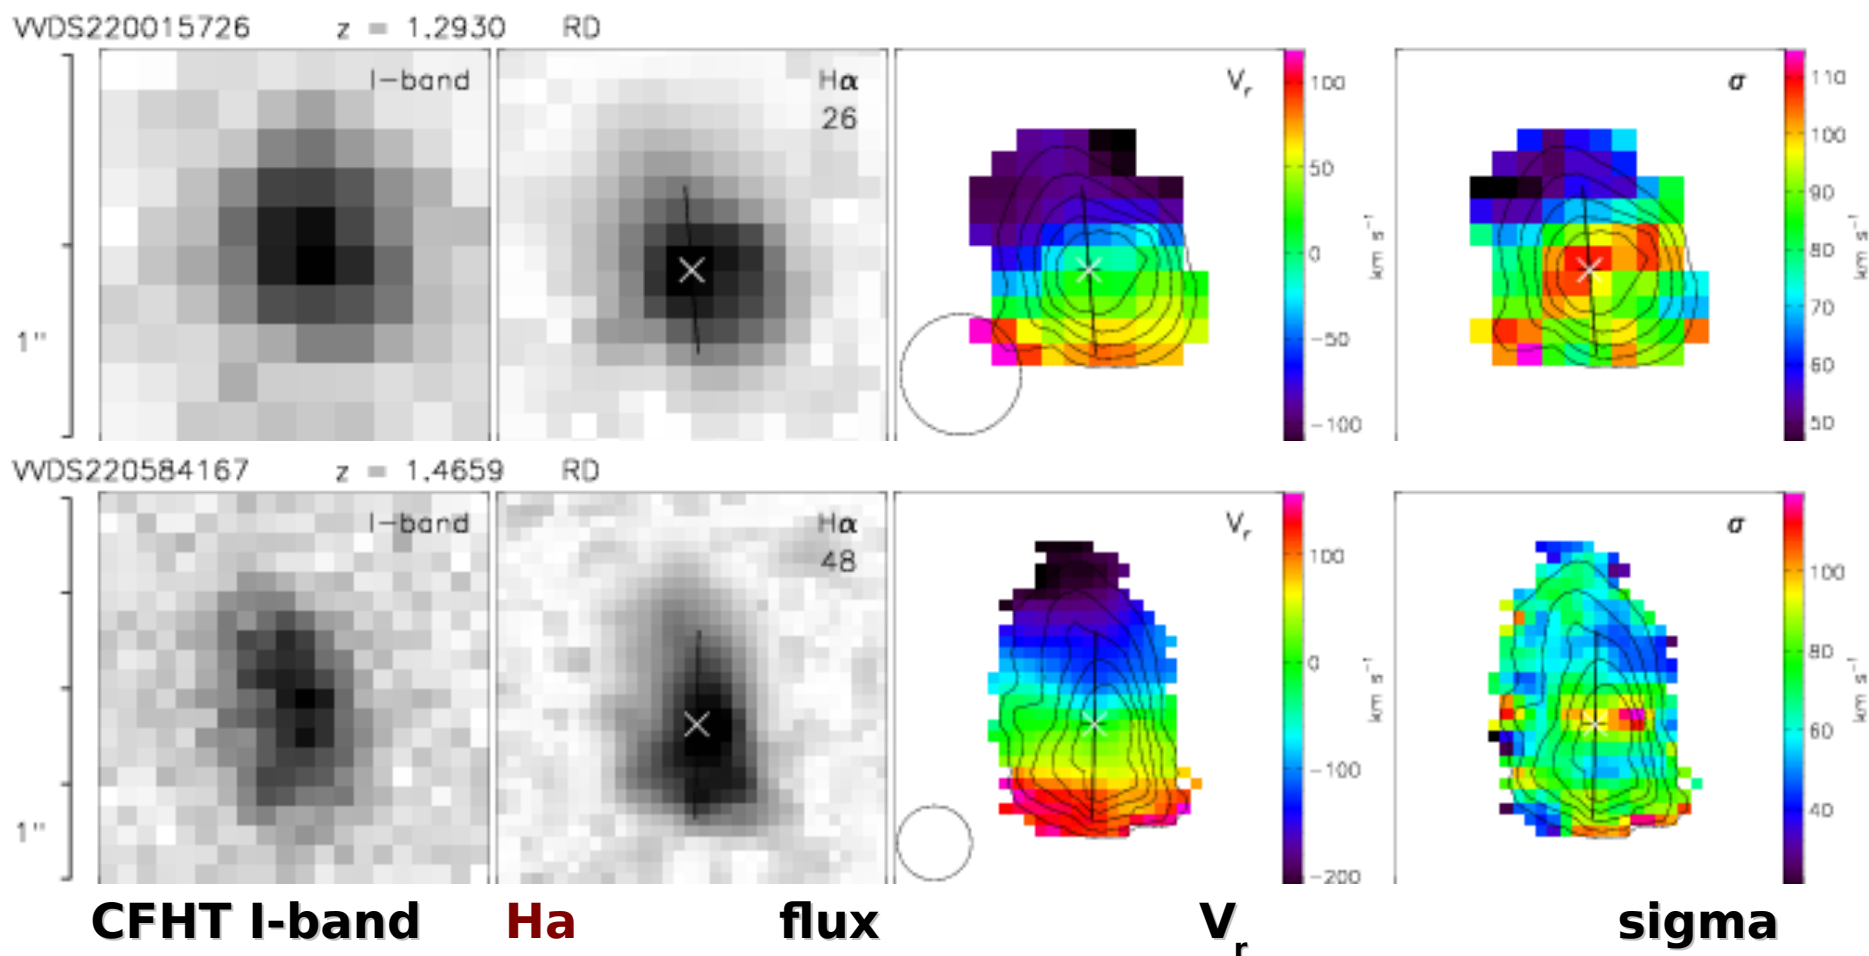 VVDS220015726 z = 1.2930 RD
I-band
Hα
26
Vr
σ
100
50
0
−50
−100
km s⁻¹
110
100
90
80
70
60
50
km s⁻¹
1"
VVDS220584167 z = 1.4659 RD
I-band
Hα
48
Vr
σ
100
0
−100
−200
km s⁻¹
100
80
60
40
km s⁻¹
1"
CFHT I-band Ha flux Vr sigma